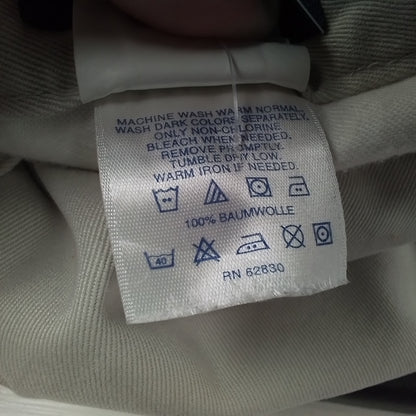 MACHINE WASH WARM NORMAL.
WASH DARK COLORS SEPARATELY.
ONLY NON-CHLORINE
BLEACH WHEN NEEDED.
REMOVE PROMPTLY.
TUMBLE DRY LOW.
WARM IRON IF NEEDED.
100% BAUMWOLLE
40
RN 62830